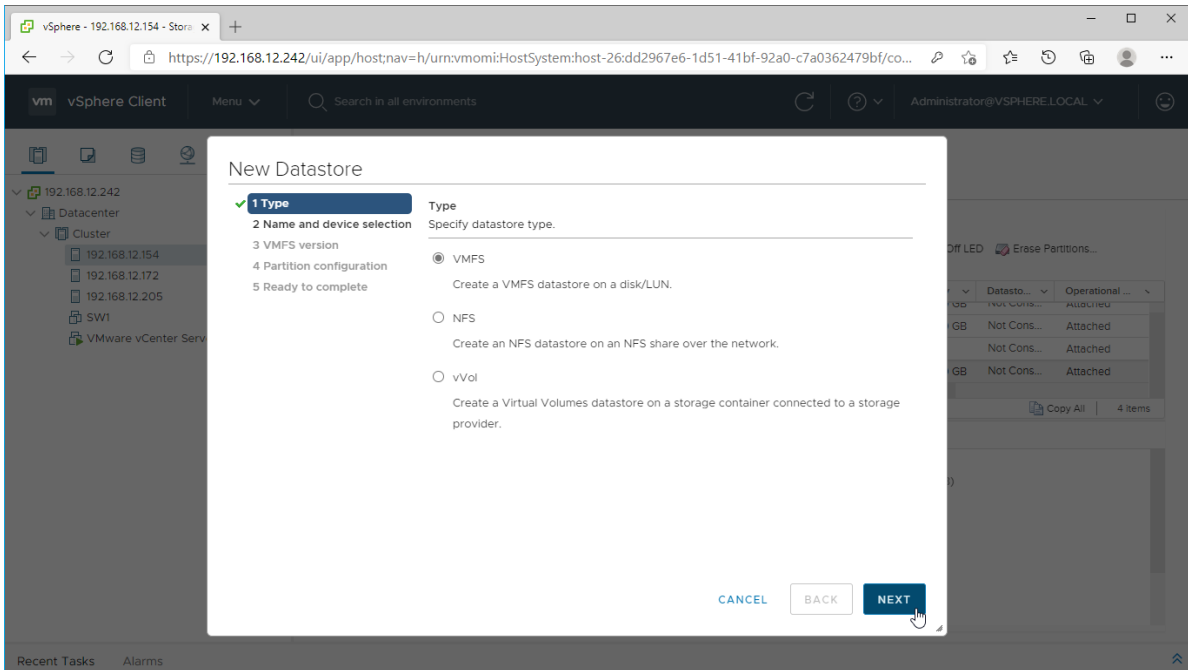 vSphere - 192.168.12.154 - Stora
https://192.168.12.242/ui/app/host;nav=h/urn:vmomi:HostSystem:host-26:dd2967e6-1d51-41bf-92a0-c7a0362479bf/co...
vm vSphere Client Menu Search in all environments Administrator@VSPHERE.LOCAL
192.168.12.242
Datacenter
Cluster
192.168.12.154
192.168.12.172
192.168.12.205
SW1
VMware vCenter Serv
New Datastore
1 Type
2 Name and device selection
3 VMFS version
4 Partition configuration
5 Ready to complete
Type
Specify datastore type.
VMFS
Create a VMFS datastore on a disk/LUN.
NFS
Create an NFS datastore on an NFS share over the network.
vVol
Create a Virtual Volumes datastore on a storage container connected to a storage
provider.
CANCEL BACK NEXT
Off LED Erase Partitions...
Datasto... Operational ...
GB Not Cons... Attached
GB Not Cons... Attached
Not Cons... Attached
GB Not Cons... Attached
Copy All 4 items
Recent Tasks Alarms